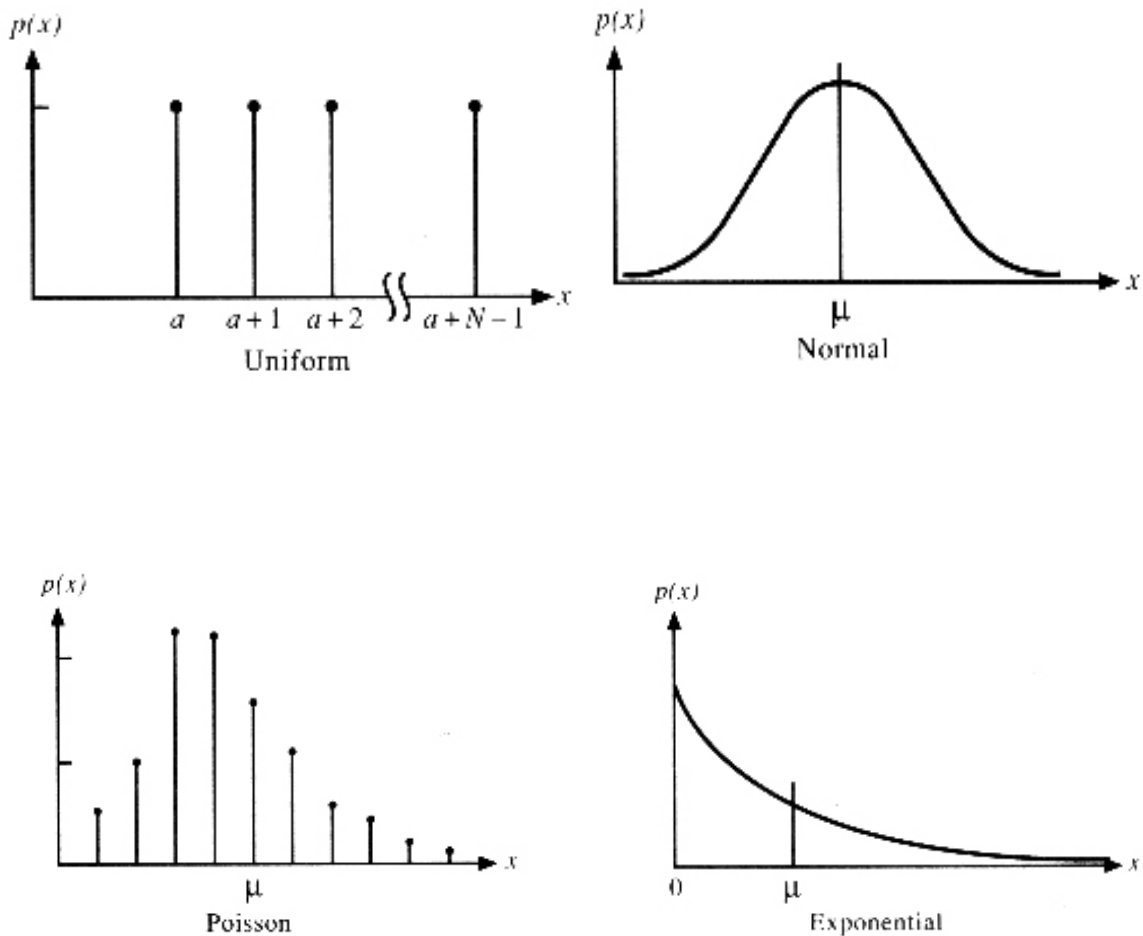 p(x)
x
a a + 1 a + 2 a + N − 1
Uniform
p(x)
x
μ
Normal
p(x)
x
μ
Poisson
p(x)
x
0 μ
Exponential